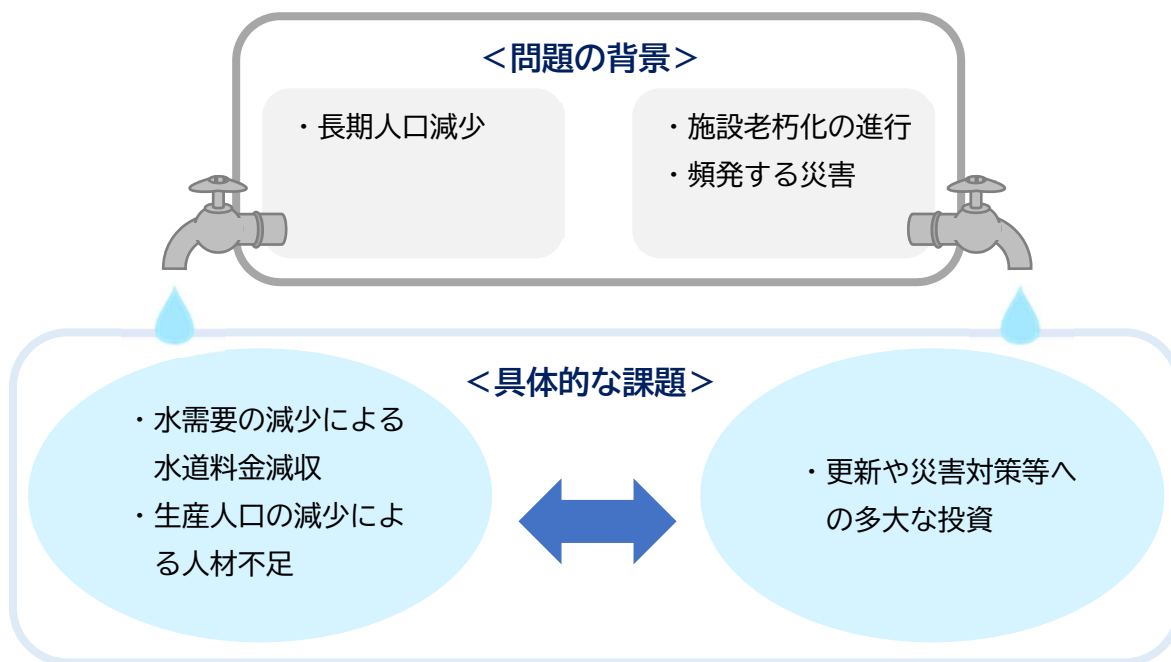 ＜問題の背景＞
・長期人口減少
・施設老朽化の進行
・頻発する災害
＜具体的な課題＞
・水需要の減少による
水道料金減収
・生産人口の減少によ
る人材不足
・更新や災害対策等へ
の多大な投資